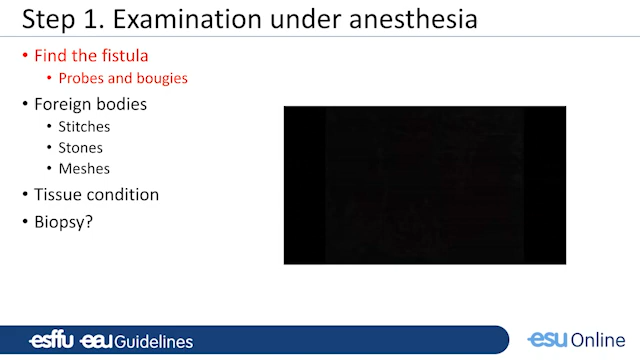 Step 1. Examination under anesthesia
• Find the fistula
• Probes and bougies
• Foreign bodies
• Stitches
• Stones
• Meshes
• Tissue condition
• Biopsy?
esffu eau Guidelines
esu Online